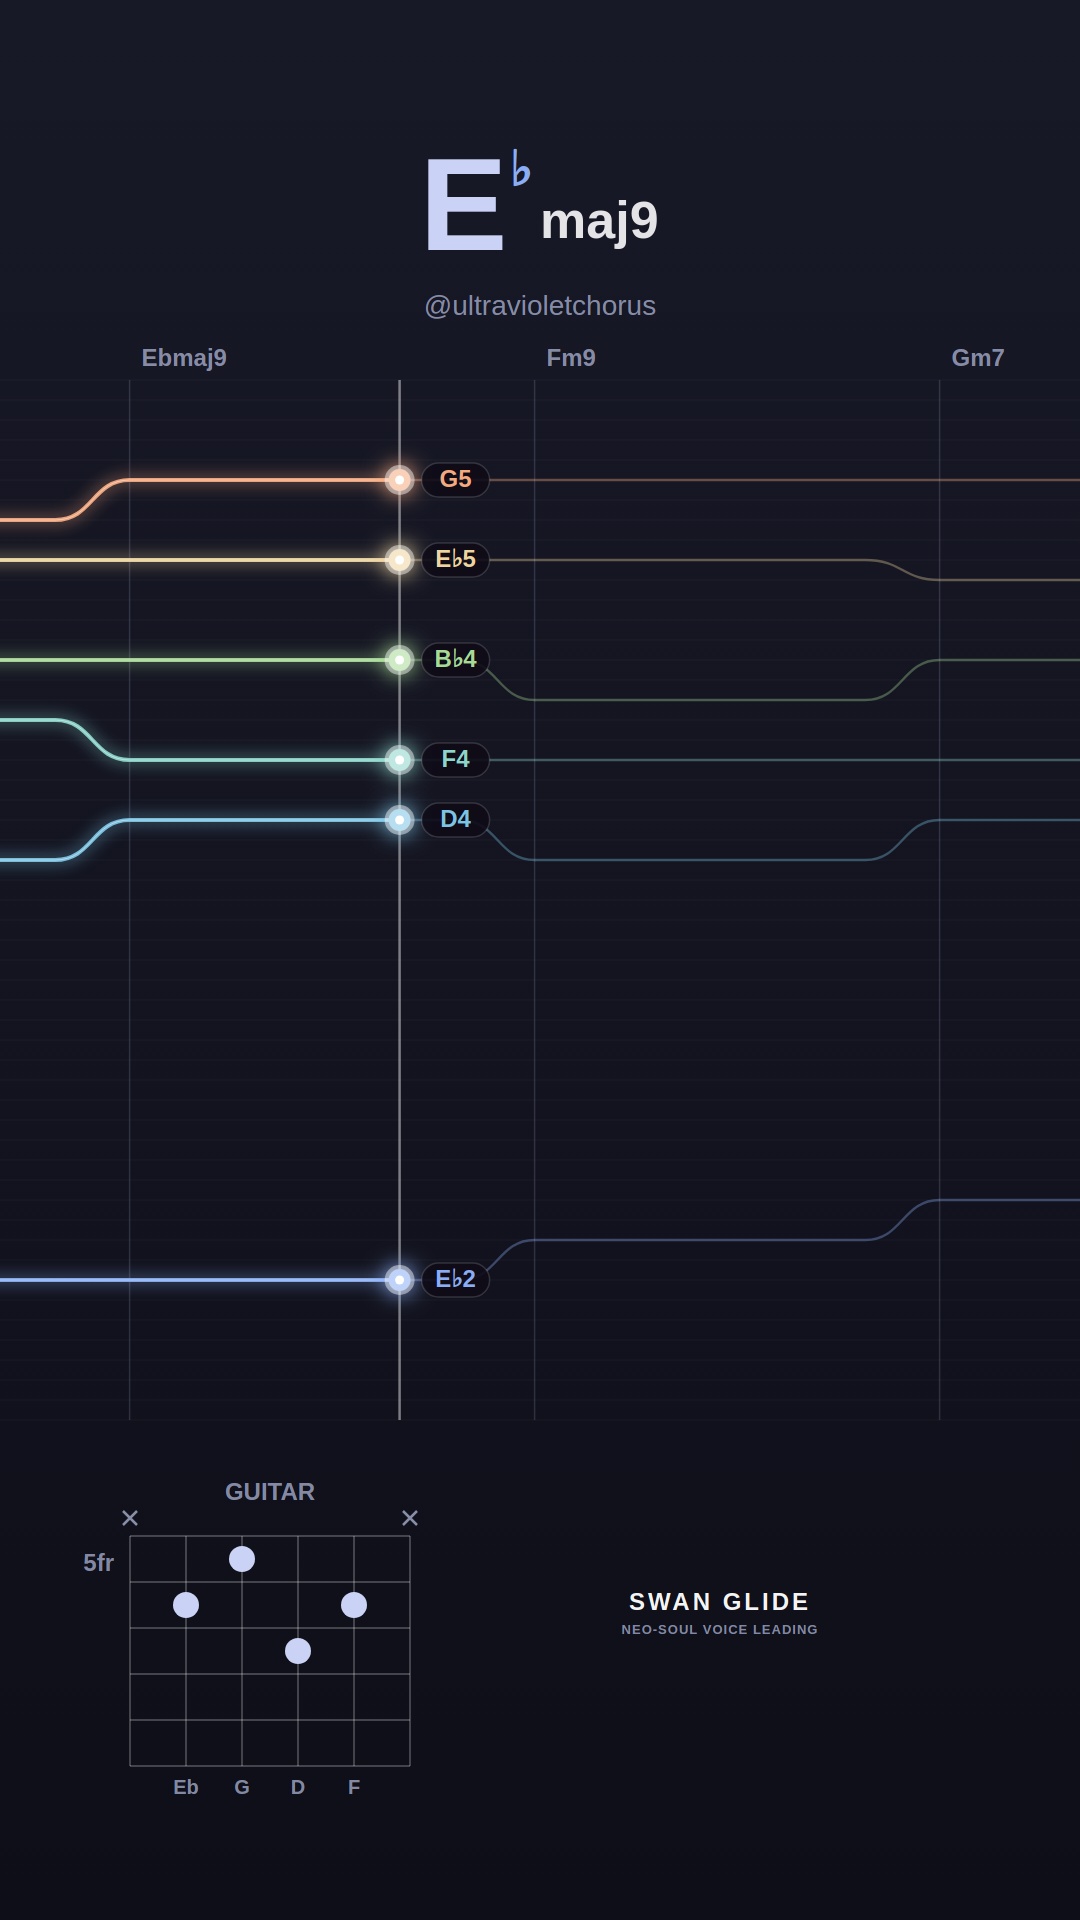 E♭maj9
@ultravioletchorus
Ebmaj9 Fm9 Gm7
G5
E♭5
B♭4
F4
D4
E♭2
GUITAR
× ×
5fr
SWAN GLIDE
NEO-SOUL VOICE LEADING
Eb G D F